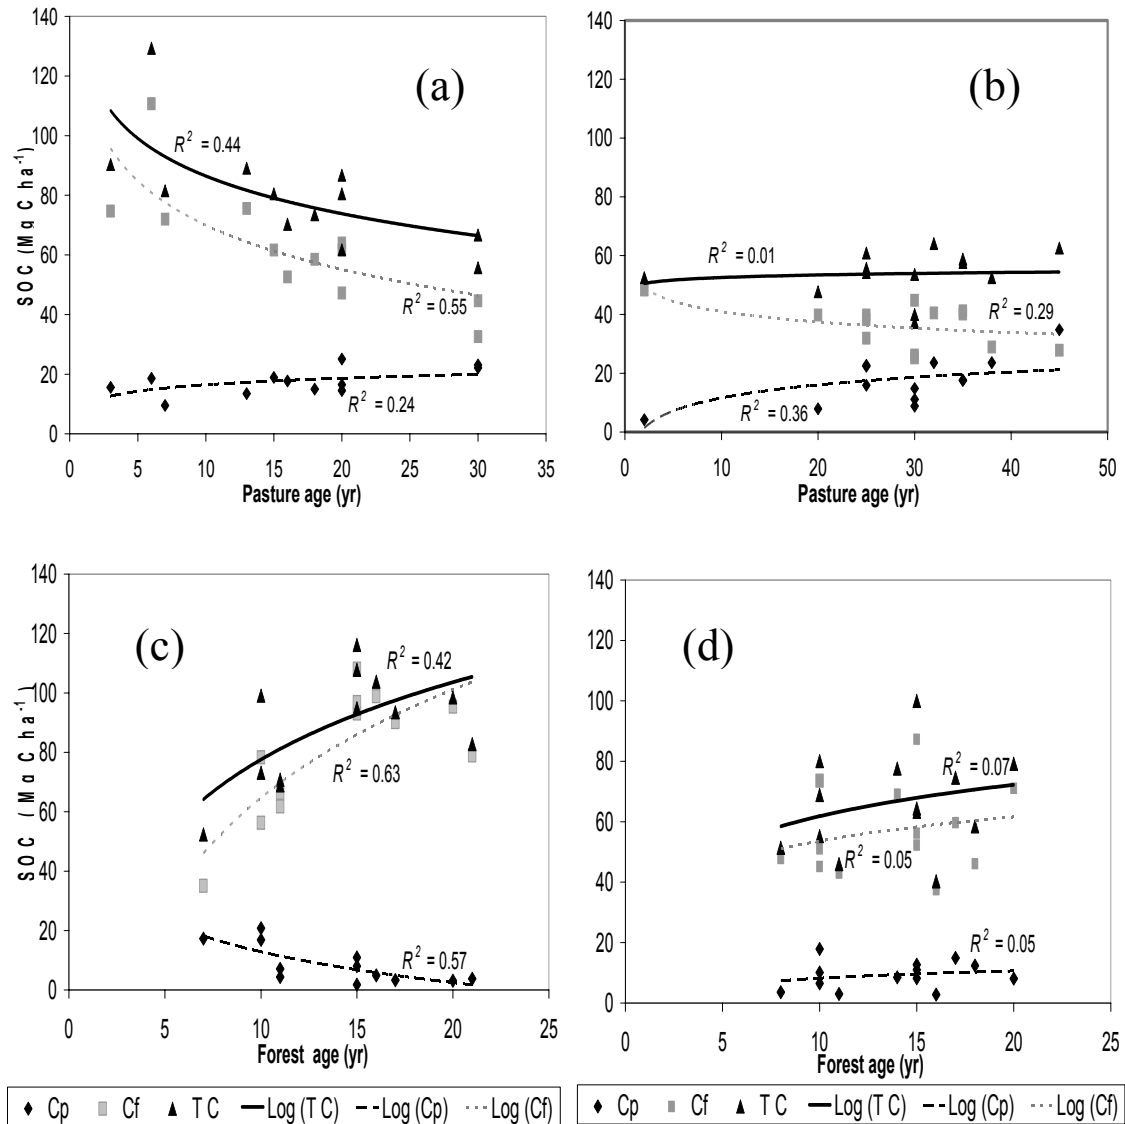 (a)
SOC (Mg C ha-1)
140
120
100
80
60
40
20
0
R2 = 0.44
R2 = 0.55
R2 = 0.24
0 5 10 15 20 25 30 35
Pasture age (yr)
(b)
140
120
100
80
60
40
20
0
R2 = 0.01
R2 = 0.29
R2 = 0.36
0 10 20 30 40 50
Pasture age (yr)
(c)
SOC (Mg C ha-1)
140
120
100
80
60
40
20
0
R2 = 0.42
R2 = 0.63
R2 = 0.57
0 5 10 15 20 25
Forest age (yr)
(d)
140
120
100
80
60
40
20
0
R2 = 0.07
R2 = 0.05
R2 = 0.05
0 5 10 15 20 25
Forest age (yr)
Cp Cf T C Log (T C) Log (Cp) Log (Cf)
Cp Cf T C Log (T C) Log (Cp) Log (Cf)